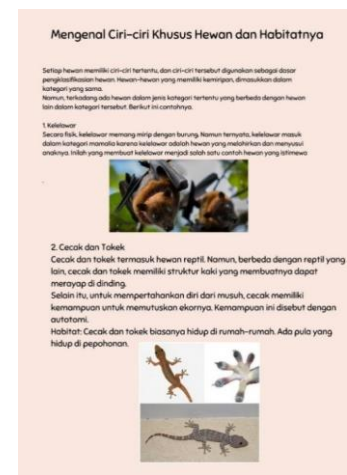 Mengenal Ciri-ciri Khusus Hewan dan Habitatnya
Setiap hewan memiliki ciri-ciri tertentu, dan ciri-ciri tersebut digunakan sebagai dasar
pengklasifikasian hewan. Hewan-hewan yang memiliki kemiripan, dimasukkan dalam
kategori yang sama.
Namun, terkadang ada hewan dalam jenis kategori tertentu yang berbeda dengan hewan
lain dalam kategori tersebut. Berikut ini contohnya.
1. Kelelawar
Secara fisik, kelelawar memang mirip dengan burung. Namun ternyata, kelelawar masuk
dalam kategori mamalia karena kelelawar adalah hewan yang melahirkan dan menyusui
anaknya. Inilah yang membuat kelelawar menjadi salah satu contoh hewan yang istimewa
2. Cecak dan Tokek
Cecak dan tokek termasuk hewan reptil. Namun, berbeda dengan reptil yang
lain, cecak dan tokek memiliki struktur kaki yang membuatnya dapat
merayap di dinding.
Selain itu, untuk mempertahankan diri dari musuh, cecak memiliki
kemampuan untuk memutuskan ekornya. Kemampuan ini disebut dengan
autotomi.
Habitat: Cecak dan tokek biasanya hidup di rumah-rumah. Ada pula yang
hidup di pepohonan.